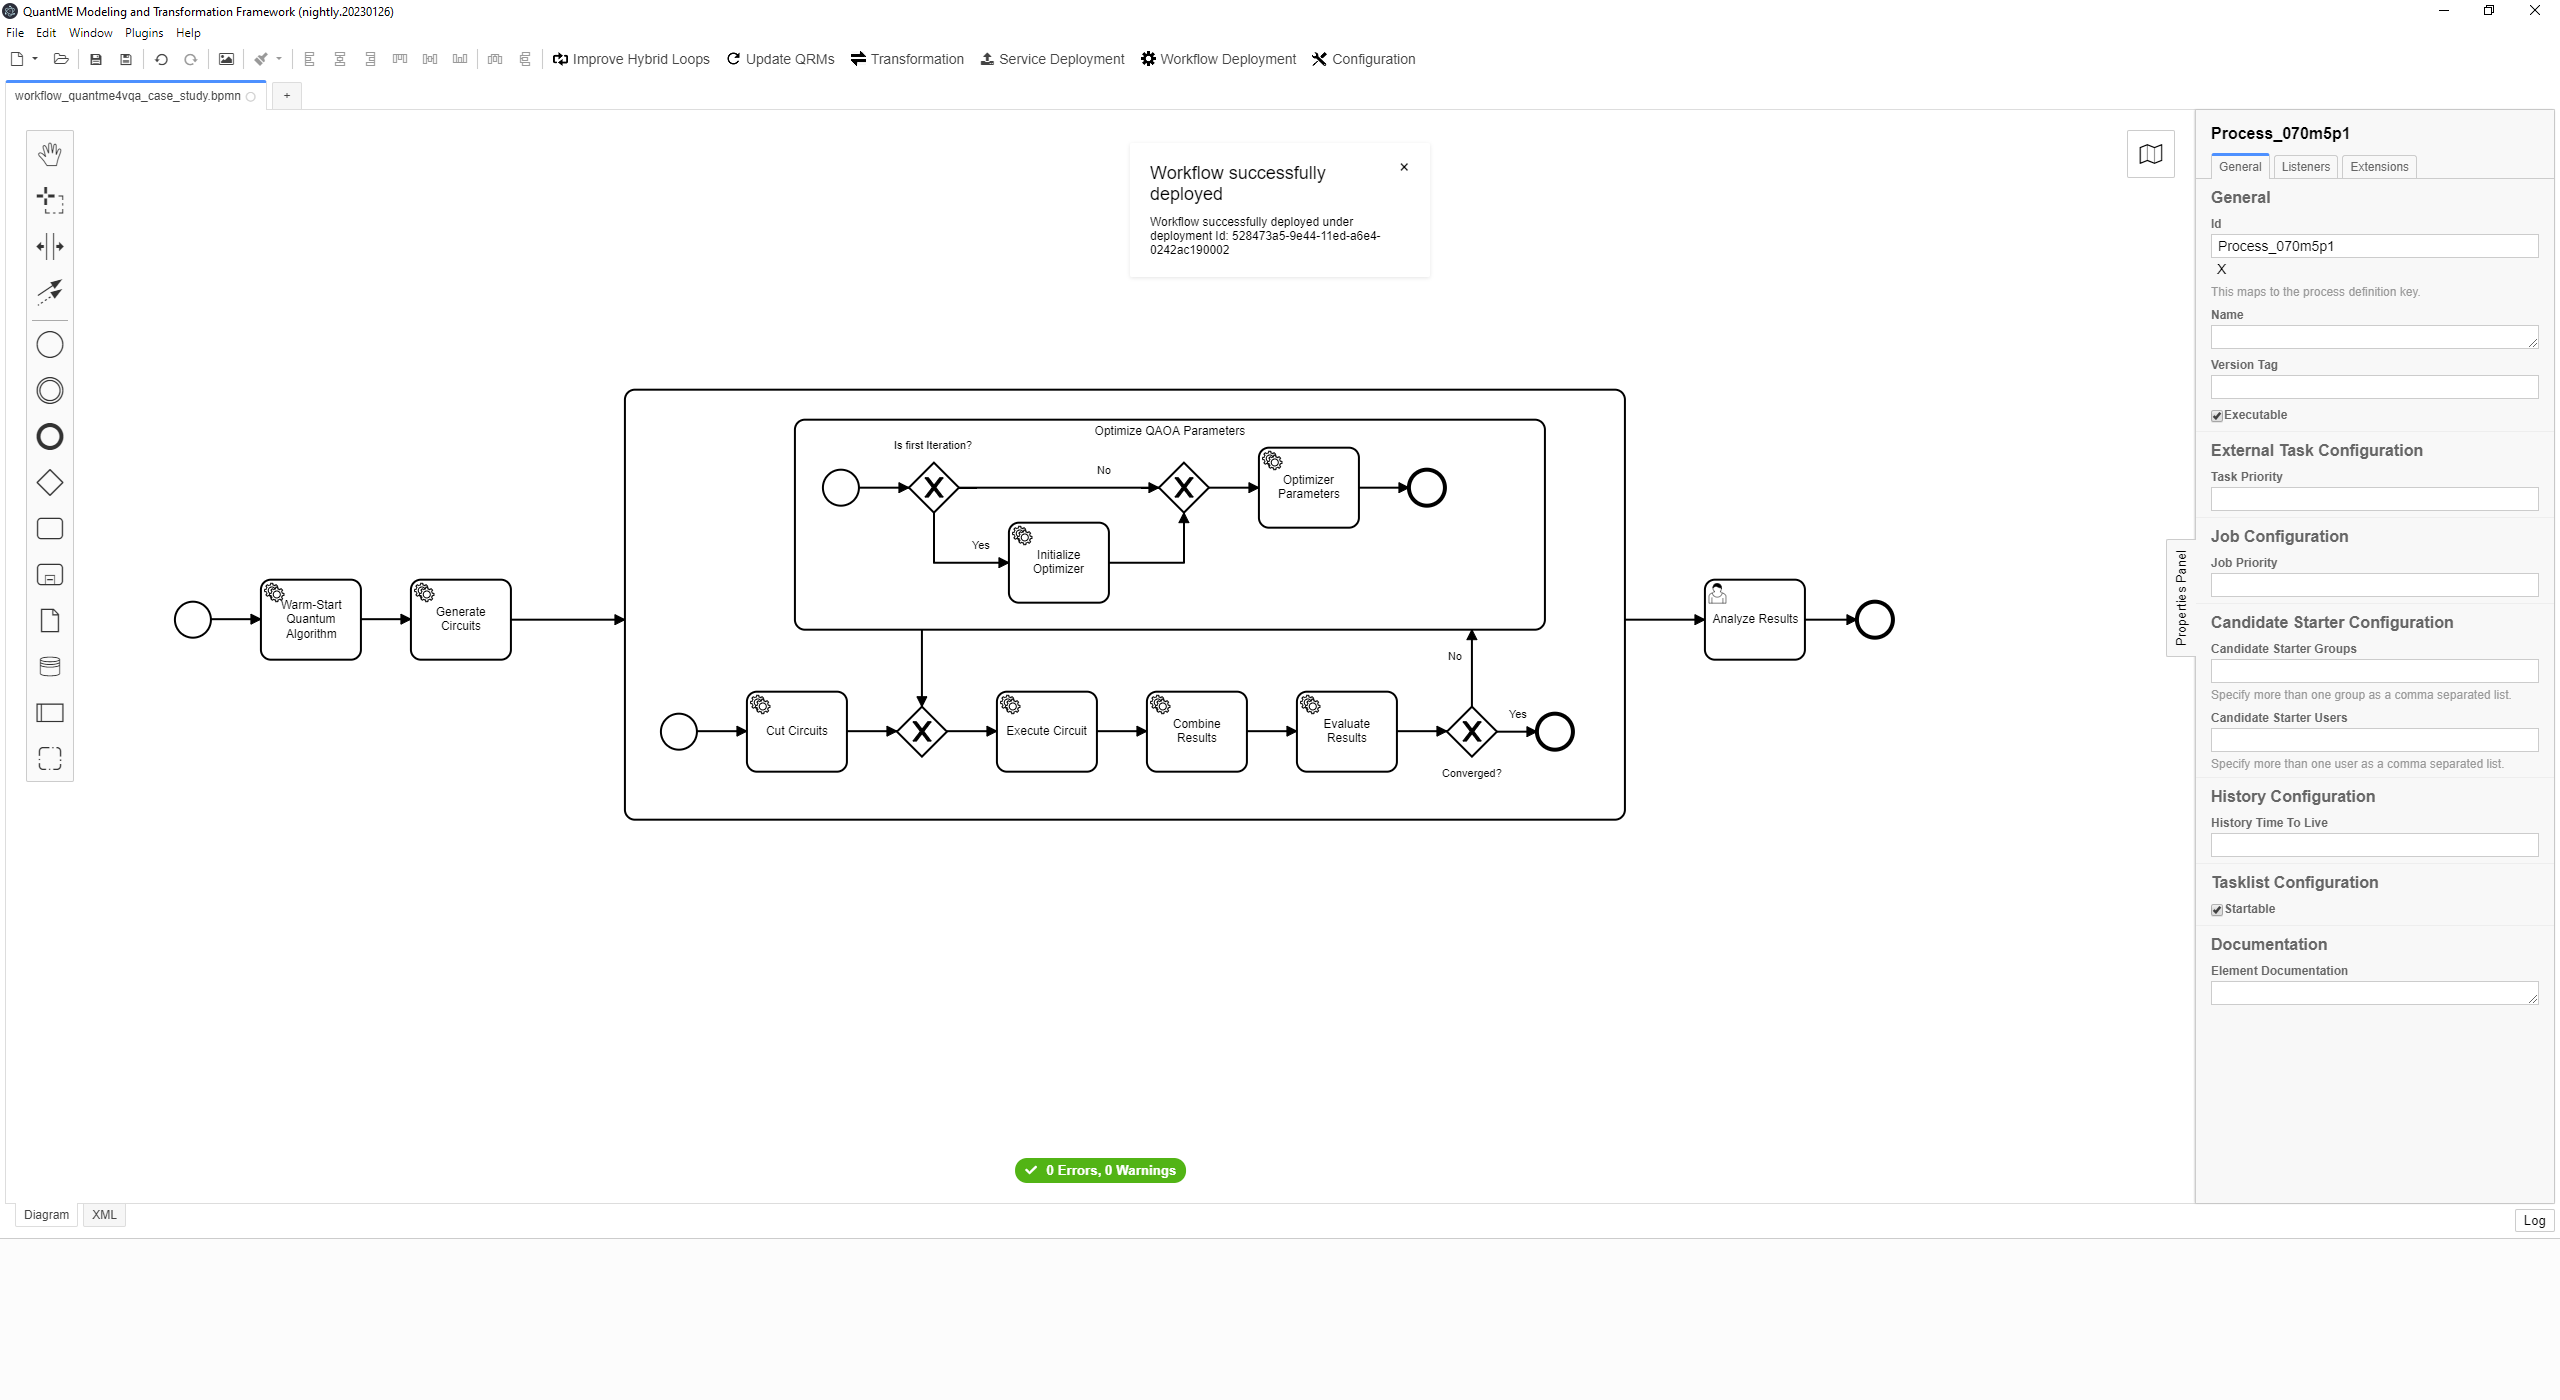 QuantME Modeling and Transformation Framework (nightly.20230126)
File Edit Window Plugins Help
Improve Hybrid Loops Update QRMs Transformation Service Deployment Workflow Deployment Configuration
workflow_quantme4vqa_case_study.bpmn
+
Workflow successfully
deployed
Workflow successfully deployed under
deployment Id: 528473a5-9e44-11ed-a6e4-
0242ac190002
Optimize QAOA Parameters
Is first Iteration?
No
Optimizer
Parameters
Yes
Initialize
Optimizer
Warm-Start
Quantum
Algorithm
Generate
Circuits
Analyze Results
No
Cut Circuits
Execute Circuit
Combine
Results
Evaluate
Results
Yes
Converged?
0 Errors, 0 Warnings
Diagram XML
Properties Panel
Process_070m5p1
General Listeners Extensions
General
Id
Process_070m5p1
X
This maps to the process definition key.
Name
Version Tag
Executable
External Task Configuration
Task Priority
Job Configuration
Job Priority
Candidate Starter Configuration
Candidate Starter Groups
Specify more than one group as a comma separated list.
Candidate Starter Users
Specify more than one user as a comma separated list.
History Configuration
History Time To Live
Tasklist Configuration
Startable
Documentation
Element Documentation
Log